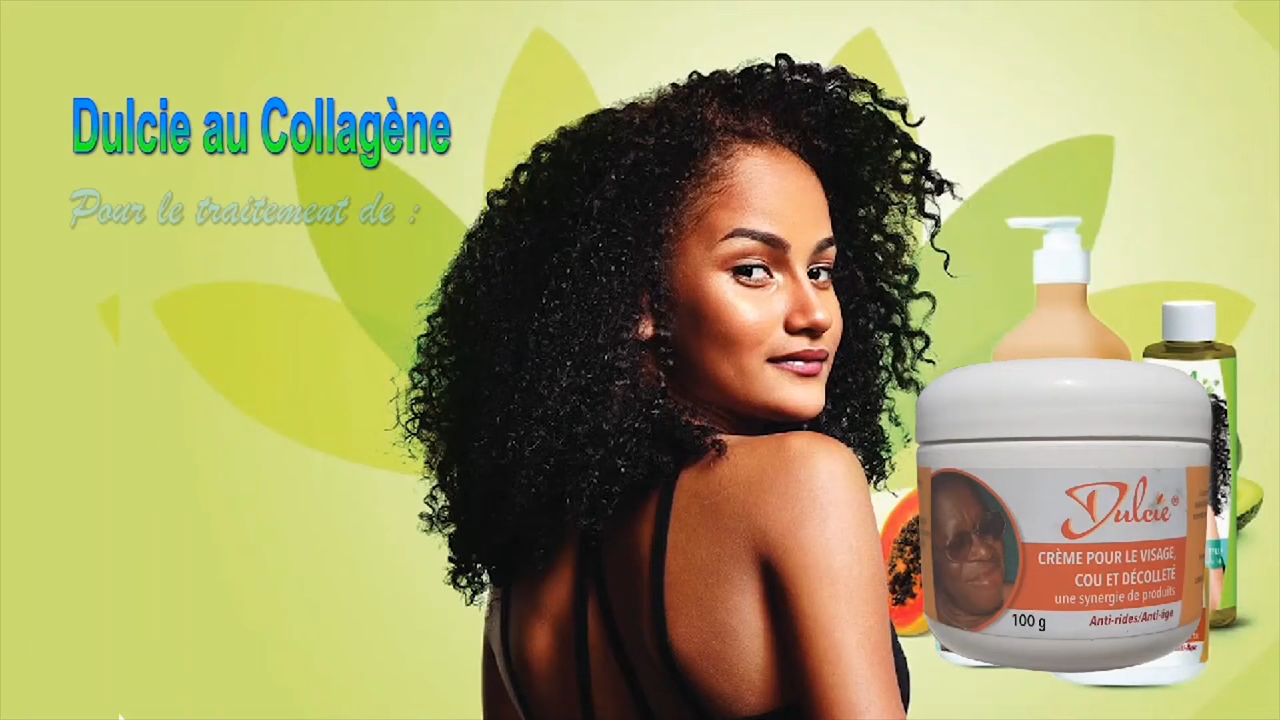 Dulcie au Collagène
Pour le traitement de :
Dulcie®
CRÈME POUR LE VISAGE,
COU ET DÉCOLLETÉ
une synergie de produits
100 g
Anti-rides/Anti-âge